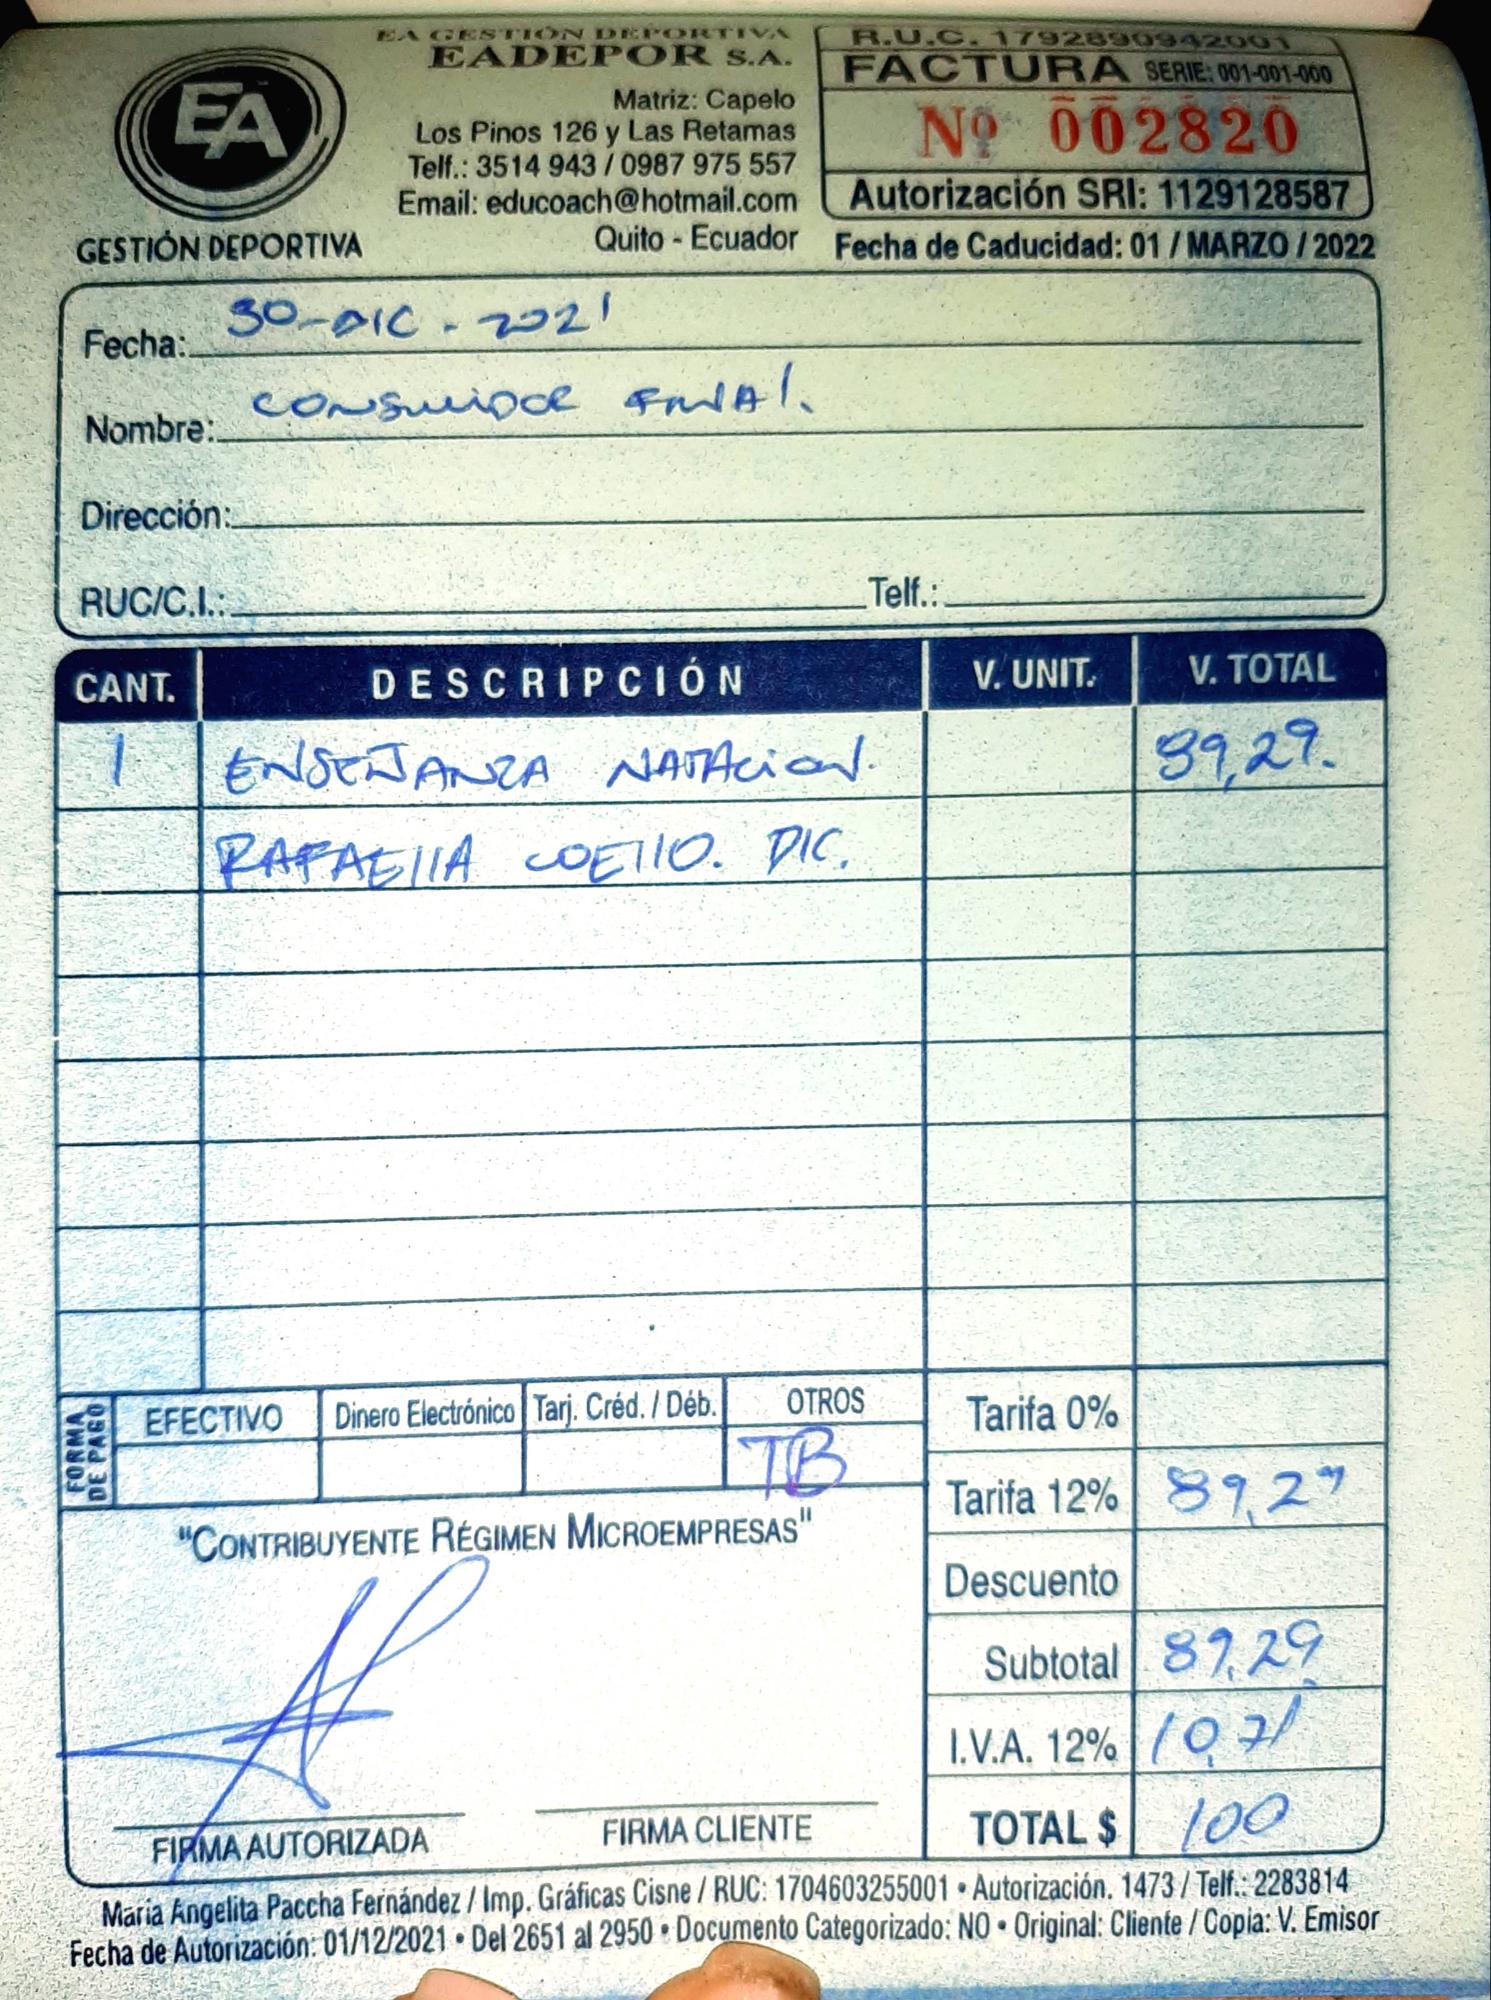 EA GESTIÓN DEPORTIVA
EADEPOR S.A.
Matriz: Capelo
Los Pinos 126 y Las Retamas
Telf.: 3514 943 / 0987 975 557
Email: educoach@hotmail.com
Quito - Ecuador
EA
GESTIÓN DEPORTIVA
R.U.C. 1792890942001
FACTURA SERIE: 001-001-000
Nº 002820
Autorización SRI: 1129128587
Fecha de Caducidad: 01 / MARZO / 2022
Fecha: 30-DIC. 2021
Nombre: CONSUMIDOR FINAL.
Dirección:
RUC/C.I.: Telf.:
CANT. DESCRIPCIÓN V. UNIT. V. TOTAL
1 ENSEÑANZA NATACION. 89,29.
RAFAElla COEllO. DIC.
FORMA DE PAGO
EFECTIVO Dinero Electrónico Tarj. Créd. / Déb. OTROS
TB
Tarifa 0%
Tarifa 12% 89,29
Descuento
Subtotal 89,29
I.V.A. 12% 10,71
TOTAL $ 100
"CONTRIBUYENTE RÉGIMEN MICROEMPRESAS"
FIRMA AUTORIZADA FIRMA CLIENTE
Maria Angelita Paccha Fernández / Imp. Gráficas Cisne / RUC: 1704603255001 • Autorización. 1473 / Telf.: 2283814
Fecha de Autorización: 01/12/2021 • Del 2651 al 2950 • Documento Categorizado: NO • Original: Cliente / Copia: V. Emisor